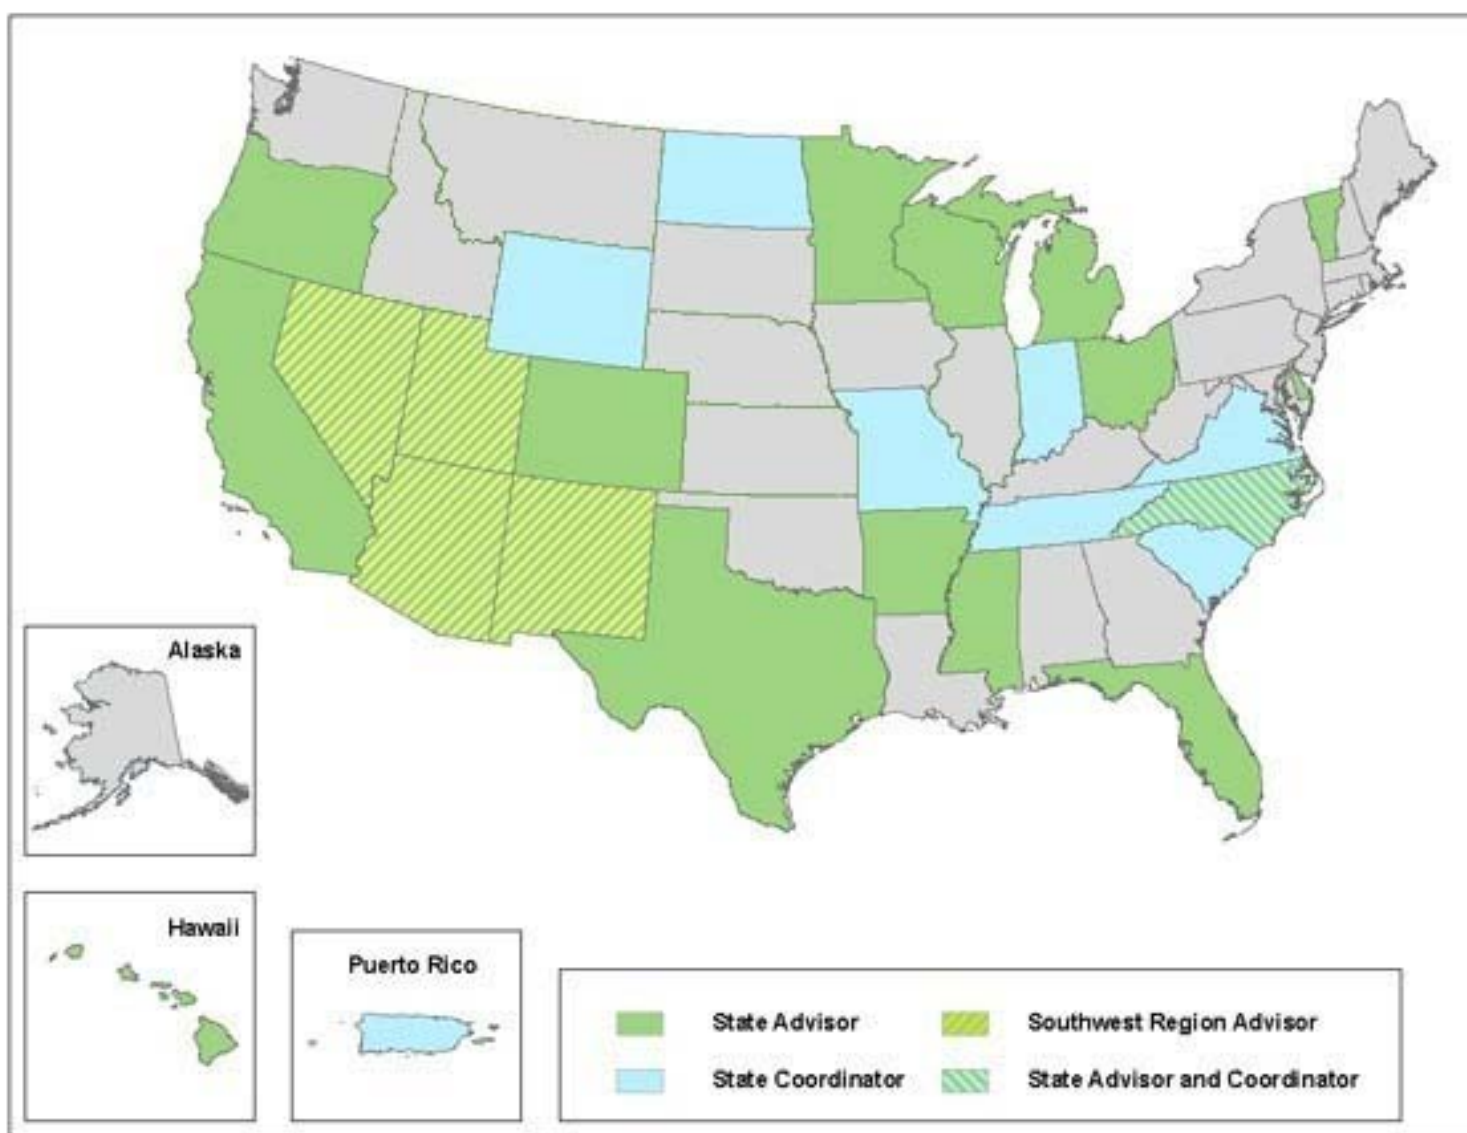 Alaska
Hawaii
Puerto Rico
State Advisor
Southwest Region Advisor
State Coordinator
State Advisor and Coordinator